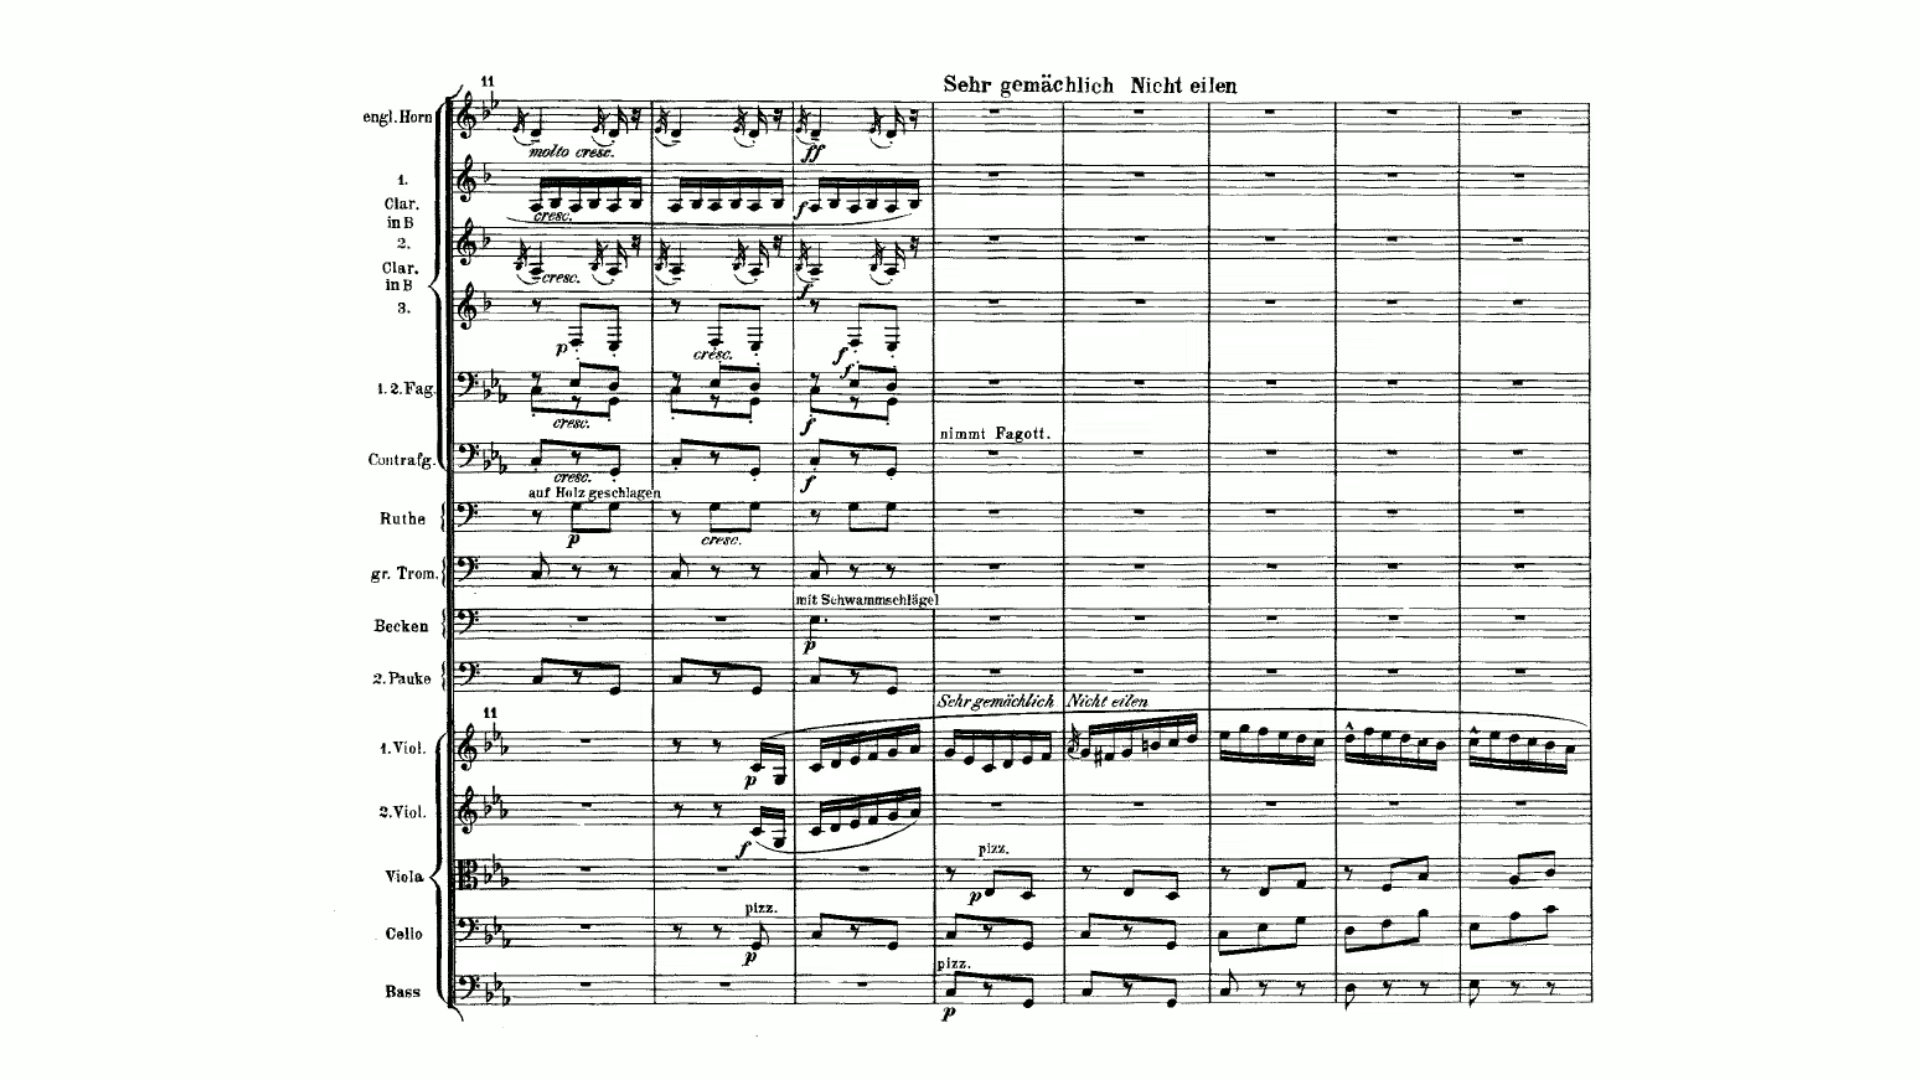 11
Sehr gemächlich Nicht eilen
engl. Horn
molto cresc.
ff
1.
Clar.
in B
cresc.
f
2.
Clar.
in B
cresc.
f
3.
p
cresc.
f
1. 2. Fag.
f
cresc.
f
nimmt Fagott.
Contrafg.
cresc.
f
auf Holz geschlagen
Ruthe
p
cresc.
gr. Trom.
mit Schwammschlägel
Becken
p
2. Pauke
Sehr gemächlich Nicht eilen
11
1. Viol.
p
2. Viol.
f
pizz.
Viola
p
pizz.
Cello
p
pizz.
Bass
p